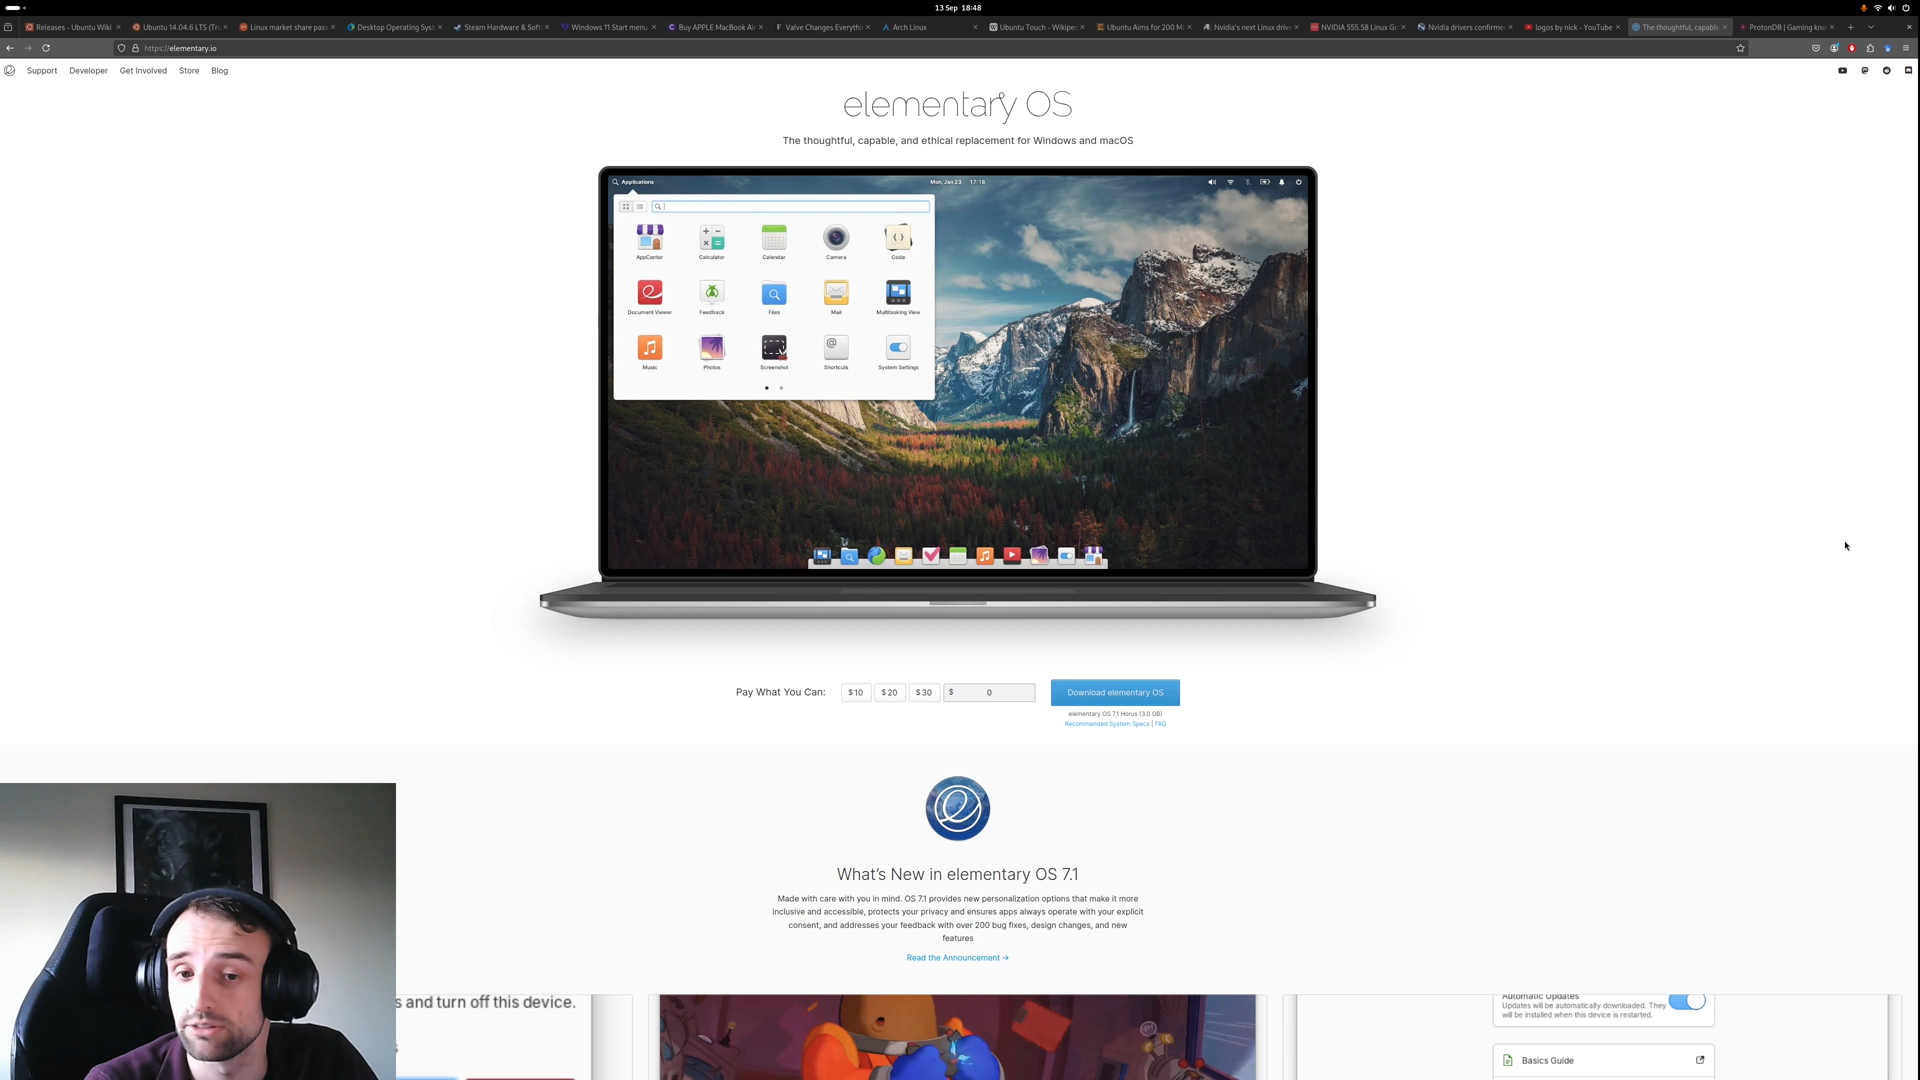 13 Sep 18:48
Releases - Ubuntu Wiki
Ubuntu 14.04.6 LTS (Tru
Linux market share pas
Desktop Operating Sys
Steam Hardware & Soft
Windows 11 Start menu
Buy APPLE MacBook Ai
Valve Changes Everythi
Arch Linux
Ubuntu Touch - Wikiped
Ubuntu Aims for 200 Mi
Nvidia's next Linux driv
NVIDIA 555.58 Linux Gr
Nvidia drivers confirme
logos by nick - YouTube
The thoughtful, capable
ProtonDB | Gaming kno
https://elementary.io
Support
Developer
Get Involved
Store
Blog
elementary OS
The thoughtful, capable, and ethical replacement for Windows and macOS
Applications
Mon, Jan 23 17:18
AppCenter
Calculator
Calendar
Camera
Code
Document Viewer
Feedback
Files
Mail
Multitasking View
Music
Photos
Screenshot
Shortcuts
System Settings
Pay What You Can:
$10
$20
$30
$ 0
Download elementary OS
elementary OS 7.1 Horus (3.0 GB)
Recommended System Specs | FAQ
What's New in elementary OS 7.1
Made with care with you in mind. OS 7.1 provides new personalization options that make it more
inclusive and accessible, protects your privacy and ensures apps always operate with your explicit
consent, and addresses your feedback with over 200 bug fixes, design changes, and new
features
Read the Announcement →
s and turn off this device.
s
Automatic Updates
Updates will be automatically downloaded. They
will be installed when this device is restarted.
Basics Guide